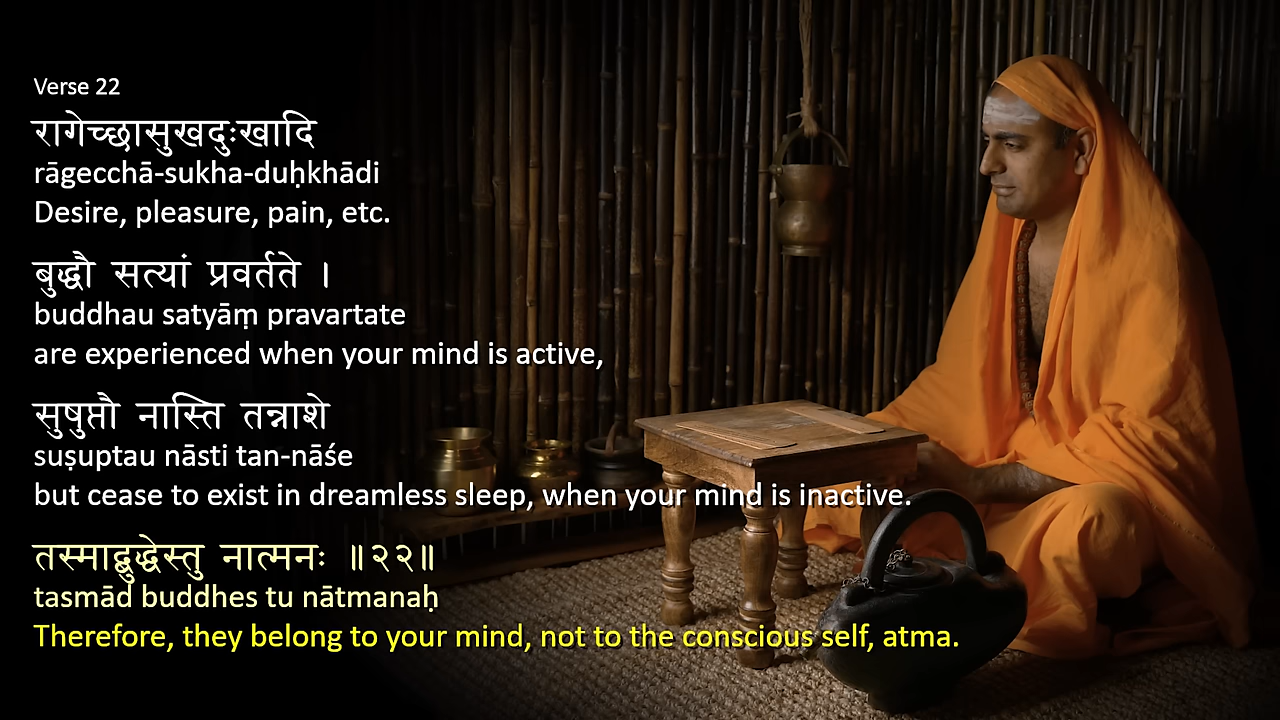 Verse 22
रागेच्छासुखदुःखादि
rāgecchā-sukha-duḥkhādi
Desire, pleasure, pain, etc.
बुद्धौ सत्यां प्रवर्तते ।
buddhau satyāṃ pravartate
are experienced when your mind is active,
सुषुप्तौ नास्ति तन्नाशे
suṣuptau nāsti tan-nāśe
but cease to exist in dreamless sleep, when your mind is inactive.
तस्माद्बुद्धेस्तु नात्मनः ॥२२॥
tasmād buddhes tu nātmanaḥ
Therefore, they belong to your mind, not to the conscious self, atma.